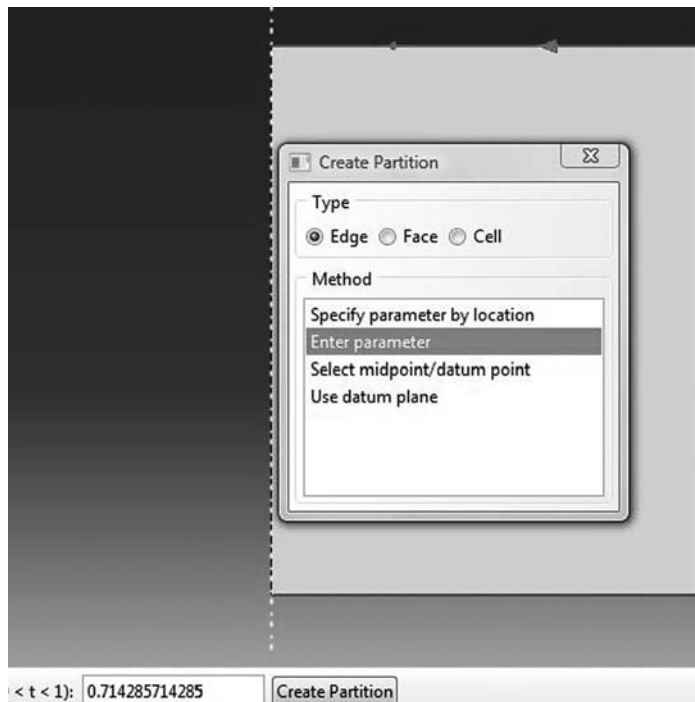 Create Partition
Type
Edge Face Cell
Method
Specify parameter by location
Enter parameter
Select midpoint/datum point
Use datum plane
< t < 1): 0.714285714285 Create Partition